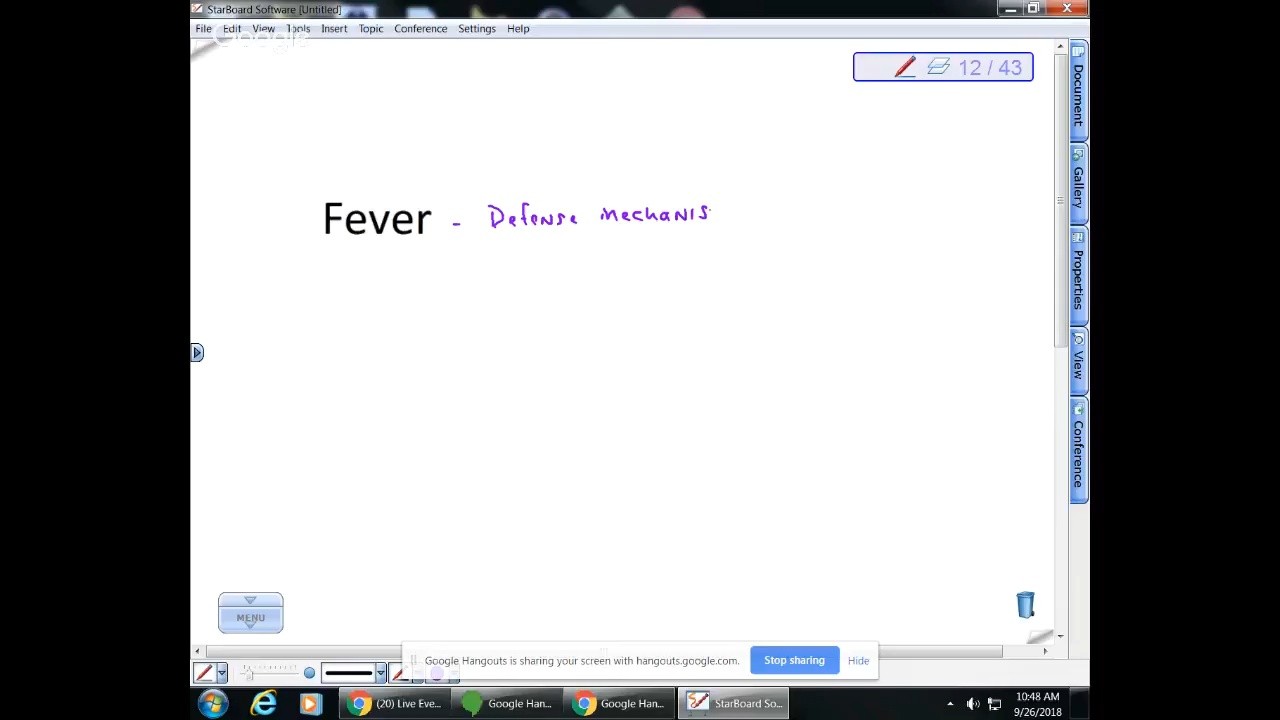 StarBoard Software [Untitled]
File Edit View Tools Insert Topic Conference Settings Help
Google
12 / 43
Document
Gallery
Properties
View
Conference
Fever - Defense mechanis
MENU
Google Hangouts is sharing your screen with hangouts.google.com. Stop sharing Hide
(20) Live Eve... Google Han... Google Han... StarBoard So...
10:48 AM
9/26/2018